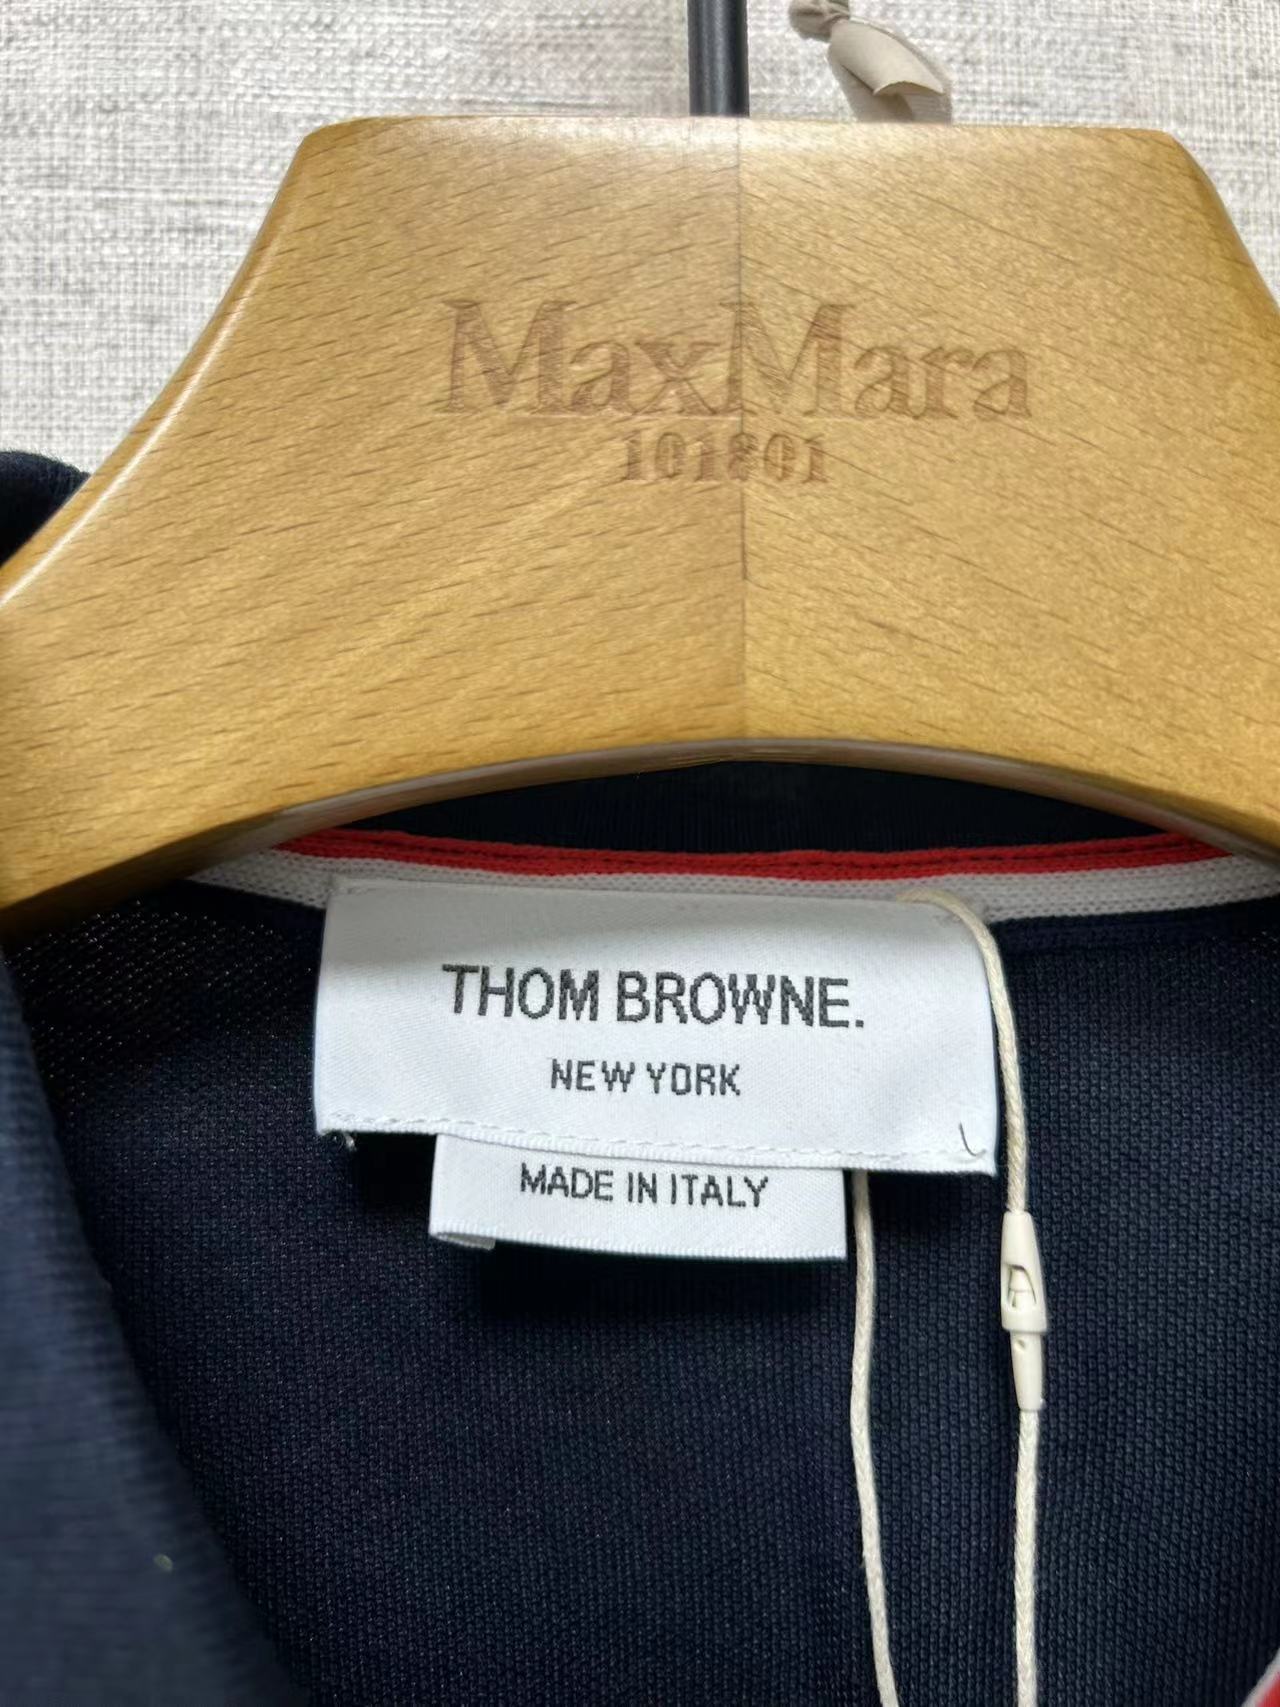 MaxMara
101801
THOM BROWNE.
NEW YORK
MADE IN ITALY